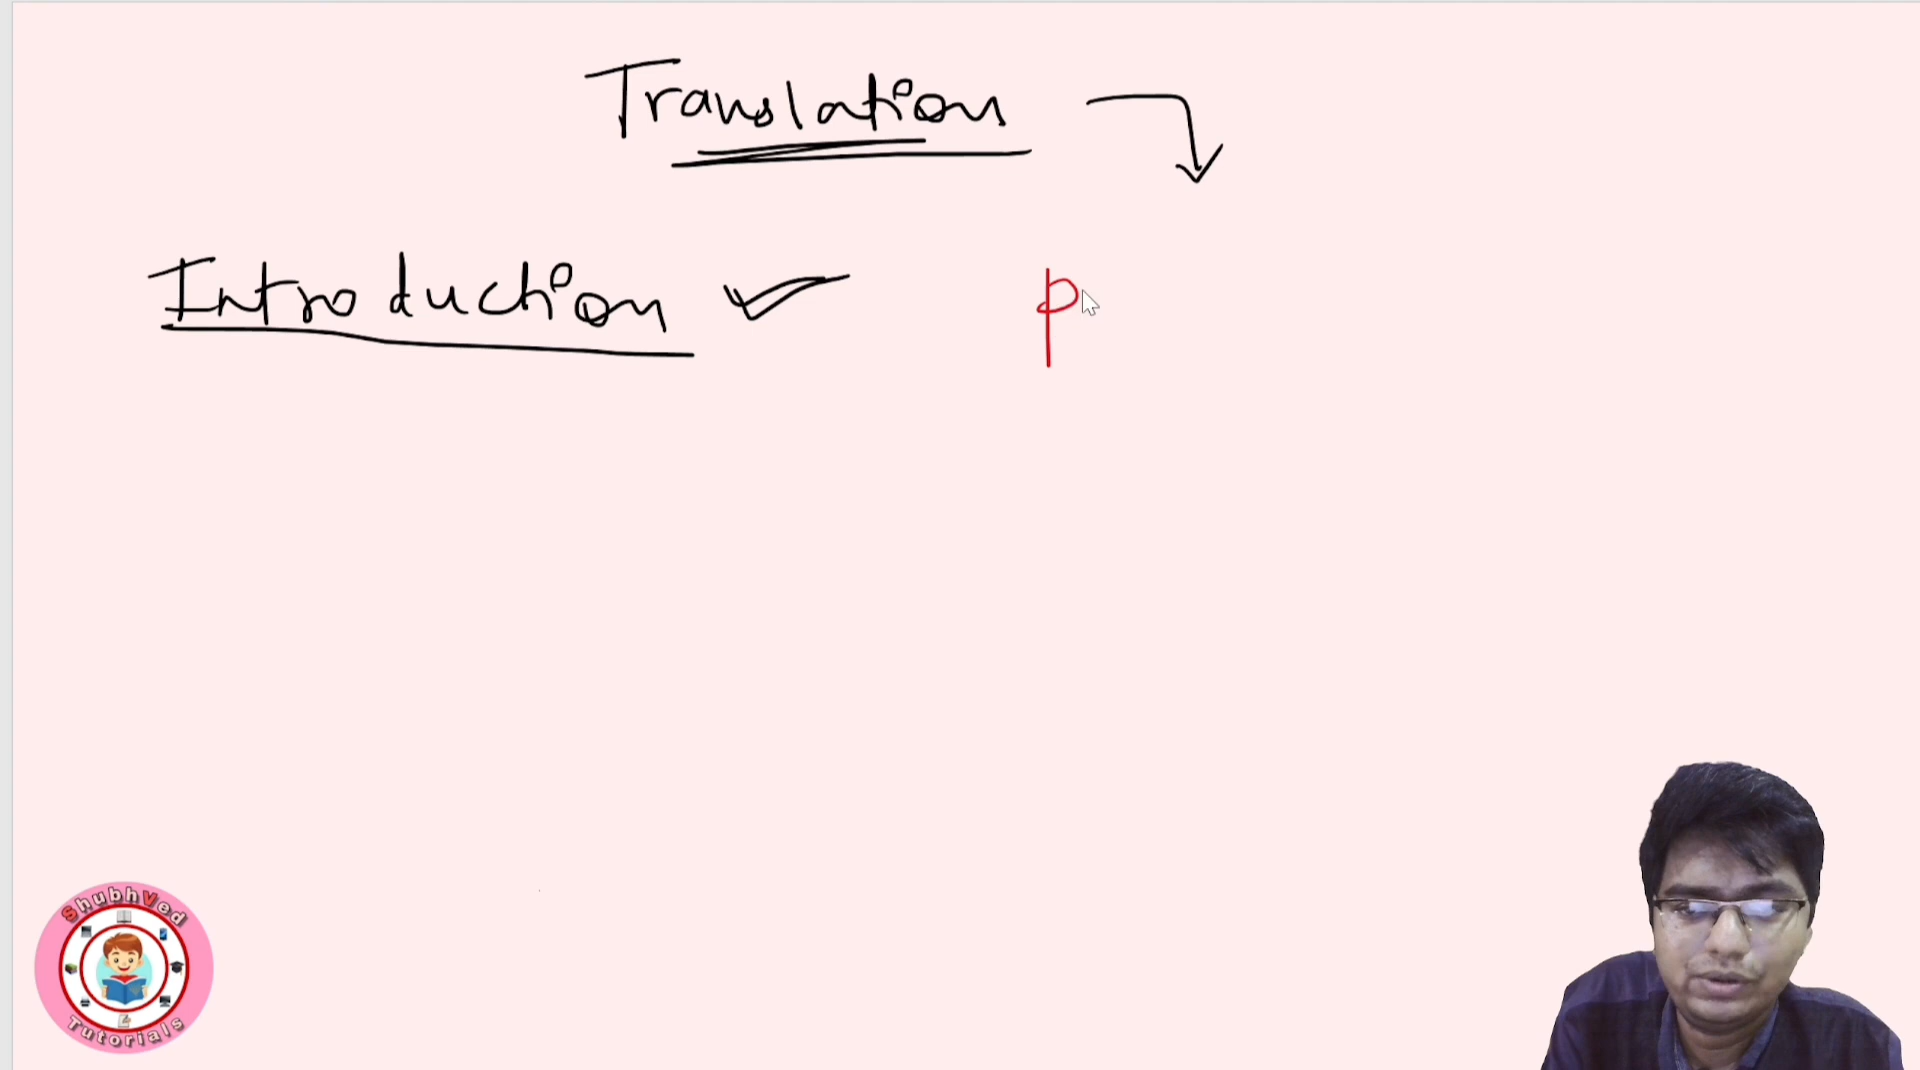 Translation
Introduction
p
ShubhVed
Tutorials